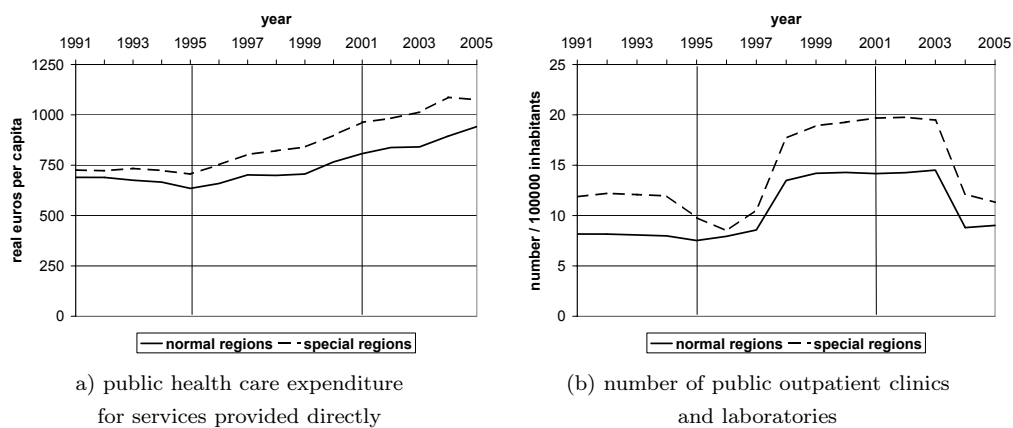 year
1991 1993 1995 1997 1999 2001 2003 2005
1250
1000
750
500
250
0
real euros per capita
normal regions special regions
a) public health care expenditure
for services provided directly
year
1991 1993 1995 1997 1999 2001 2003 2005
25
20
15
10
5
0
number / 100000 inhabitants
normal regions special regions
(b) number of public outpatient clinics
and laboratories